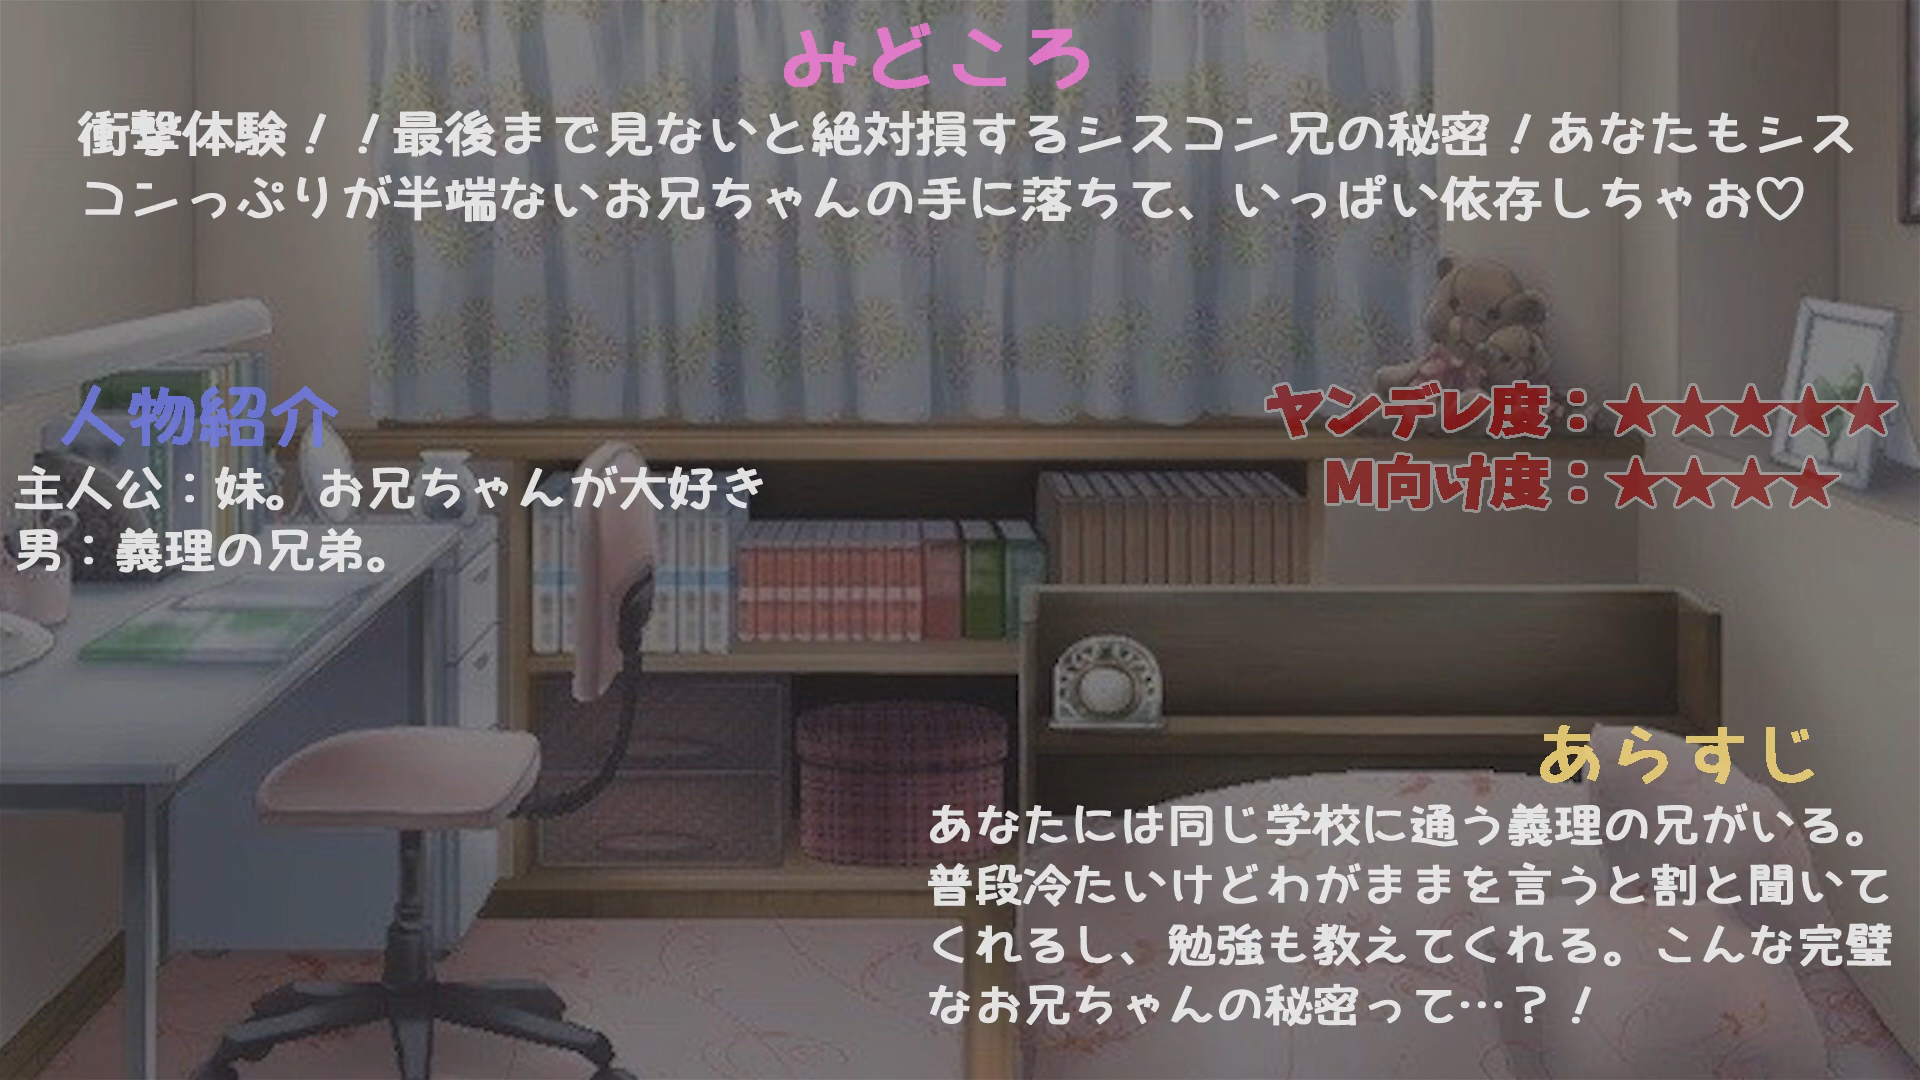 みどころ
衝撃体験！！最後まで見ないと絶対損するシスコン兄の秘密！あなたもシス
コンっぷりが半端ないお兄ちゃんの手に落ちて、いっぱい依存しちゃお♡
人物紹介
主人公：妹。お兄ちゃんが大好き
男：義理の兄弟。
ヤンデレ度：★★★★★
M向け度：★★★★
あらすじ
あなたには同じ学校に通う義理の兄がいる。
普段冷たいけどわがままを言うと割と聞いて
くれるし、勉強も教えてくれる。こんな完璧
なお兄ちゃんの秘密って…？！